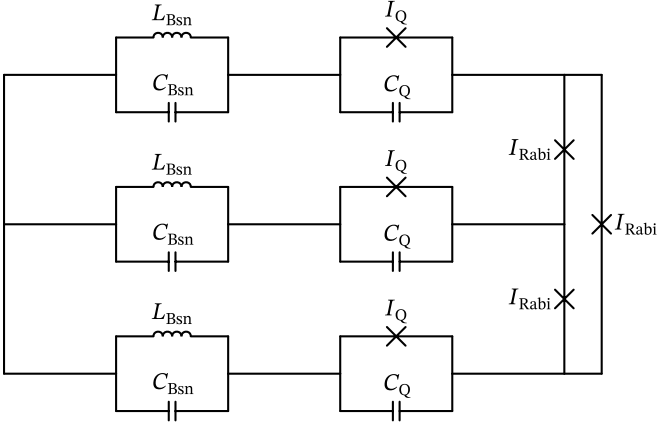 L_Bsn
I_Q
C_Bsn
C_Q
I_Rabi
L_Bsn
I_Q
C_Bsn
C_Q
I_Rabi
I_Rabi
L_Bsn
I_Q
C_Bsn
C_Q